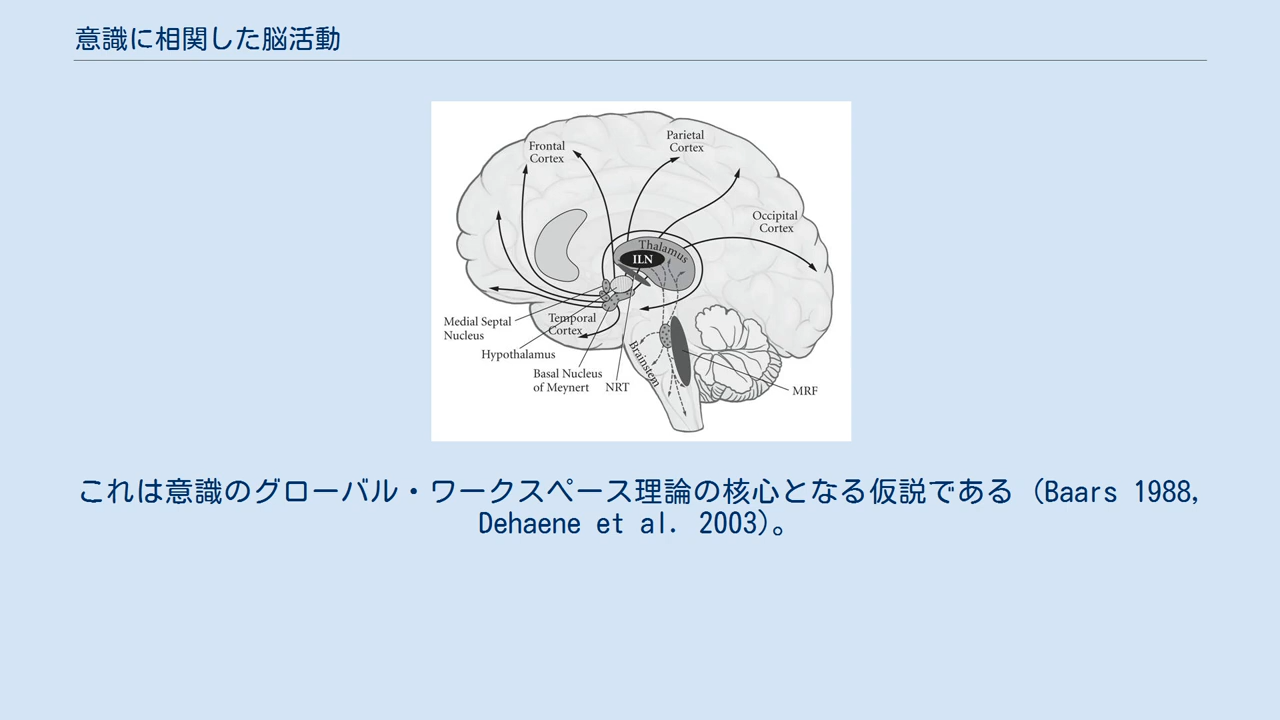 意識に相関した脳活動
Frontal
Cortex
Parietal
Cortex
Occipital
Cortex
Thalamus
ILN
Medial Septal
Nucleus
Temporal
Cortex
Hypothalamus
Basal Nucleus
of Meynert
NRT
Brainstem
MRF
これは意識のグローバル・ワークスペース理論の核心となる仮説である (Baars 1988,
Dehaene et al. 2003)。